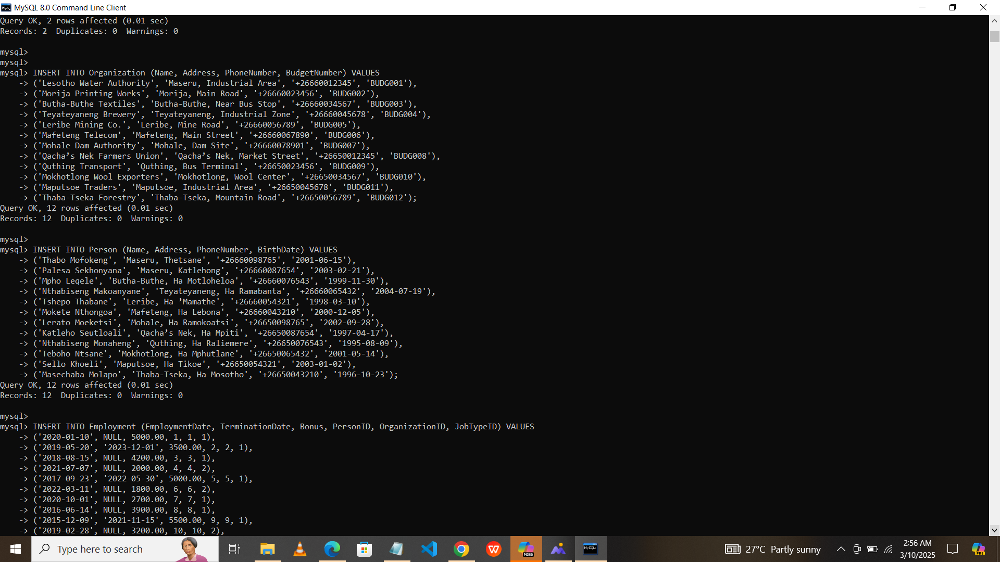 MySQL 8.0 Command Line Client
Query OK, 2 rows affected (0.01 sec)
Records: 2  Duplicates: 0  Warnings: 0
mysql>
mysql>
mysql> INSERT INTO Organization (Name, Address, PhoneNumber, BudgetNumber) VALUES
    -> ('Lesotho Water Authority', 'Maseru, Industrial Area', '+26660012345', 'BUDG001'),
    -> ('Morija Printing Works', 'Morija, Main Road', '+26660023456', 'BUDG002'),
    -> ('Butha-Buthe Textiles', 'Butha-Buthe, Near Bus Stop', '+26660034567', 'BUDG003'),
    -> ('Teyateyaneng Brewery', 'Teyateyaneng, Industrial Zone', '+26660045678', 'BUDG004'),
    -> ('Leribe Mining Co.', 'Leribe, Mine Road', '+26660056789', 'BUDG005'),
    -> ('Mafeteng Telecom', 'Mafeteng, Main Street', '+26660067890', 'BUDG006'),
    -> ('Mohale Dam Authority', 'Mohale, Dam Site', '+26660078901', 'BUDG007'),
    -> ('Qacha’s Nek Farmers Union', 'Qacha’s Nek, Market Street', '+26650012345', 'BUDG008'),
    -> ('Quthing Transport', 'Quthing, Bus Terminal', '+26650023456', 'BUDG009'),
    -> ('Mokhotlong Wool Exporters', 'Mokhotlong, Wool Center', '+26650034567', 'BUDG010'),
    -> ('Maputsoe Traders', 'Maputsoe, Industrial Area', '+26650045678', 'BUDG011'),
    -> ('Thaba-Tseka Forestry', 'Thaba-Tseka, Mountain Road', '+26650056789', 'BUDG012');
Query OK, 12 rows affected (0.01 sec)
Records: 12  Duplicates: 0  Warnings: 0
mysql>
mysql> INSERT INTO Person (Name, Address, PhoneNumber, BirthDate) VALUES
    -> ('Thabo Mofokeng', 'Maseru, Thetsane', '+26660098765', '2001-06-15'),
    -> ('Palesa Sekhonyana', 'Maseru, Katlehong', '+26660087654', '2003-02-21'),
    -> ('Mpho Leqele', 'Butha-Buthe, Ha Motloheloa', '+26660076543', '1999-11-30'),
    -> ('Nthabiseng Makoanyane', 'Teyateyaneng, Ha Ramabanta', '+26660065432', '2004-07-19'),
    -> ('Tshepo Thabane', 'Leribe, Ha ’Mamathe', '+26660054321', '1998-03-10'),
    -> ('Mokete Nthongoa', 'Mafeteng, Ha Lebona', '+26660043210', '2000-12-05'),
    -> ('Lerato Moeketsi', 'Mohale, Ha Ramokoatsi', '+26650098765', '2002-09-28'),
    -> ('Katleho Seutloali', 'Qacha’s Nek, Ha Mpiti', '+26650087654', '1997-04-17'),
    -> ('Nthabiseng Monaheng', 'Quthing, Ha Raliemere', '+26650076543', '1995-08-09'),
    -> ('Teboho Ntsane', 'Mokhotlong, Ha Mphutlane', '+26650065432', '2001-05-14'),
    -> ('Sello Khoeli', 'Maputsoe, Ha Tikoe', '+26650054321', '2003-01-02'),
    -> ('Masechaba Molapo', 'Thaba-Tseka, Ha Mosotho', '+26650043210', '1996-10-23');
Query OK, 12 rows affected (0.01 sec)
Records: 12  Duplicates: 0  Warnings: 0
mysql>
mysql> INSERT INTO Employment (EmploymentDate, TerminationDate, Bonus, PersonID, OrganizationID, JobTypeID) VALUES
    -> ('2020-01-10', NULL, 5000.00, 1, 1, 1),
    -> ('2019-05-20', '2023-12-01', 3500.00, 2, 2, 1),
    -> ('2018-08-15', NULL, 4200.00, 3, 3, 1),
    -> ('2021-07-07', NULL, 2000.00, 4, 4, 2),
    -> ('2017-09-23', '2022-05-30', 5000.00, 5, 5, 1),
    -> ('2022-03-11', NULL, 1800.00, 6, 6, 2),
    -> ('2020-10-01', NULL, 2700.00, 7, 7, 1),
    -> ('2016-06-14', NULL, 3900.00, 8, 8, 1),
    -> ('2015-12-09', '2021-11-15', 5500.00, 9, 9, 1),
    -> ('2019-02-28', NULL, 3200.00, 10, 10, 2),
Type here to search
M365
MySQL
27°C  Partly sunny
2:56 AM
3/10/2025
PRE